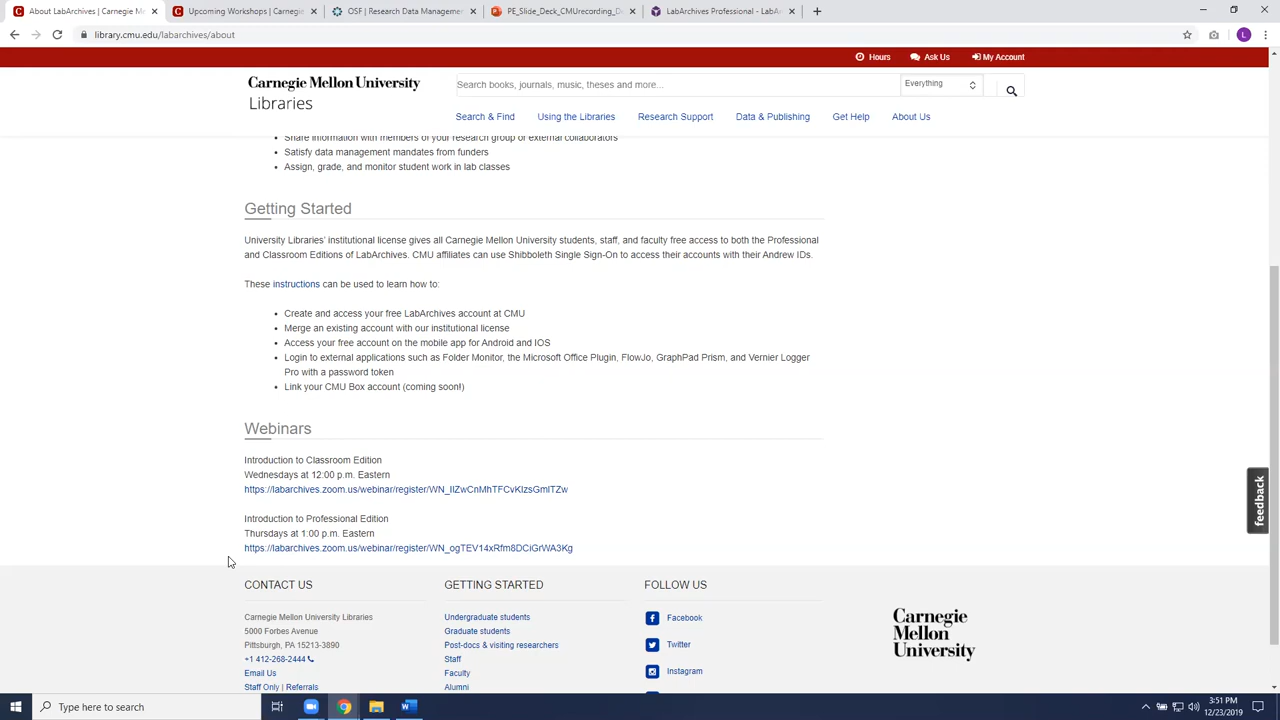 About LabArchives | Carnegie M
Upcoming Workshops | Carnegie
OSF | Research Data Manageme
PE_Slide_Deck_CMUrecording_D
LabArchives Professional - LabA
library.cmu.edu/labarchives/about
L
Hours
Ask Us
My Account
Carnegie Mellon University
Libraries
Search books, journals, music, theses and more...
Everything
Search & Find
Using the Libraries
Research Support
Data & Publishing
Get Help
About Us
Share information with members of your research group or external collaborators
Satisfy data management mandates from funders
Assign, grade, and monitor student work in lab classes
Getting Started
University Libraries' institutional license gives all Carnegie Mellon University students, staff, and faculty free access to both the Professional
and Classroom Editions of LabArchives. CMU affiliates can use Shibboleth Single Sign-On to access their accounts with their Andrew IDs.
These instructions can be used to learn how to:
Create and access your free LabArchives account at CMU
Merge an existing account with our institutional license
Access your free account on the mobile app for Android and IOS
Login to external applications such as Folder Monitor, the Microsoft Office Plugin, FlowJo, GraphPad Prism, and Vernier Logger
Pro with a password token
Link your CMU Box account (coming soon!)
Webinars
Introduction to Classroom Edition
Wednesdays at 12:00 p.m. Eastern
Introduction to Professional Edition
Thursdays at 1:00 p.m. Eastern
https://labarchives.zoom.us/webinar/register/WN_ogTEV14xRfm8DCiGrWA3Kg
feedback
CONTACT US
GETTING STARTED
FOLLOW US
Carnegie Mellon University Libraries
5000 Forbes Avenue
Pittsburgh, PA 15213-3890
+1 412-268-2444
Email Us
Staff Only | Referrals
Undergraduate students
Graduate students
Post-docs & visiting researchers
Staff
Faculty
Alumni
Facebook
Twitter
Instagram
Carnegie
Mellon
University
Type here to search
3:51 PM
12/23/2019